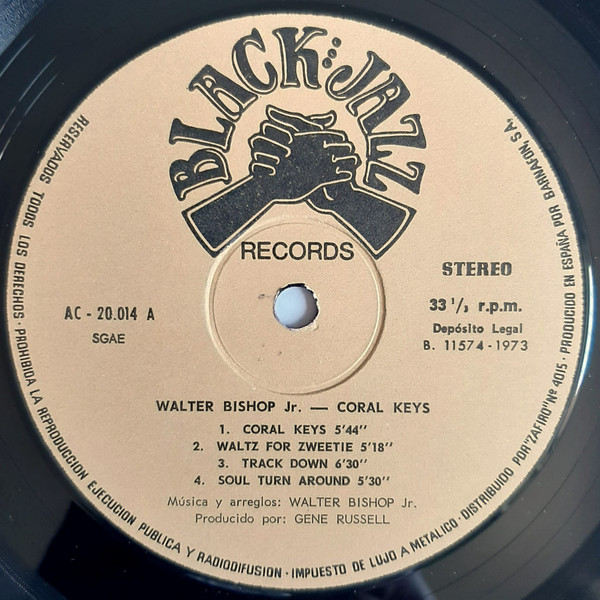 BLACK JAZZ
RECORDS
STEREO
AC - 20.014 A
SGAE
33 1/3 r.p.m.
Depósito Legal
B. 11574-1973
WALTER BISHOP Jr. — CORAL KEYS
1. CORAL KEYS 5'44"
2. WALTZ FOR ZWEETIE 5'18"
3. TRACK DOWN 6'30"
4. SOUL TURN AROUND 5'30"
Música y arreglos: WALTER BISHOP Jr.
Producido por: GENE RUSSELL
RESERVADOS TODOS LOS DERECHOS · PROHIBIDA LA REPRODUCCION EJECUCION PUBLICA Y RADIODIFUSION · IMPUESTO DE LUJO A METALICO · DISTRIBUIDO POR "ZAFIRO" Nº 4015 · PRODUCIDO EN ESPAÑA POR BARNAFON, S.A.